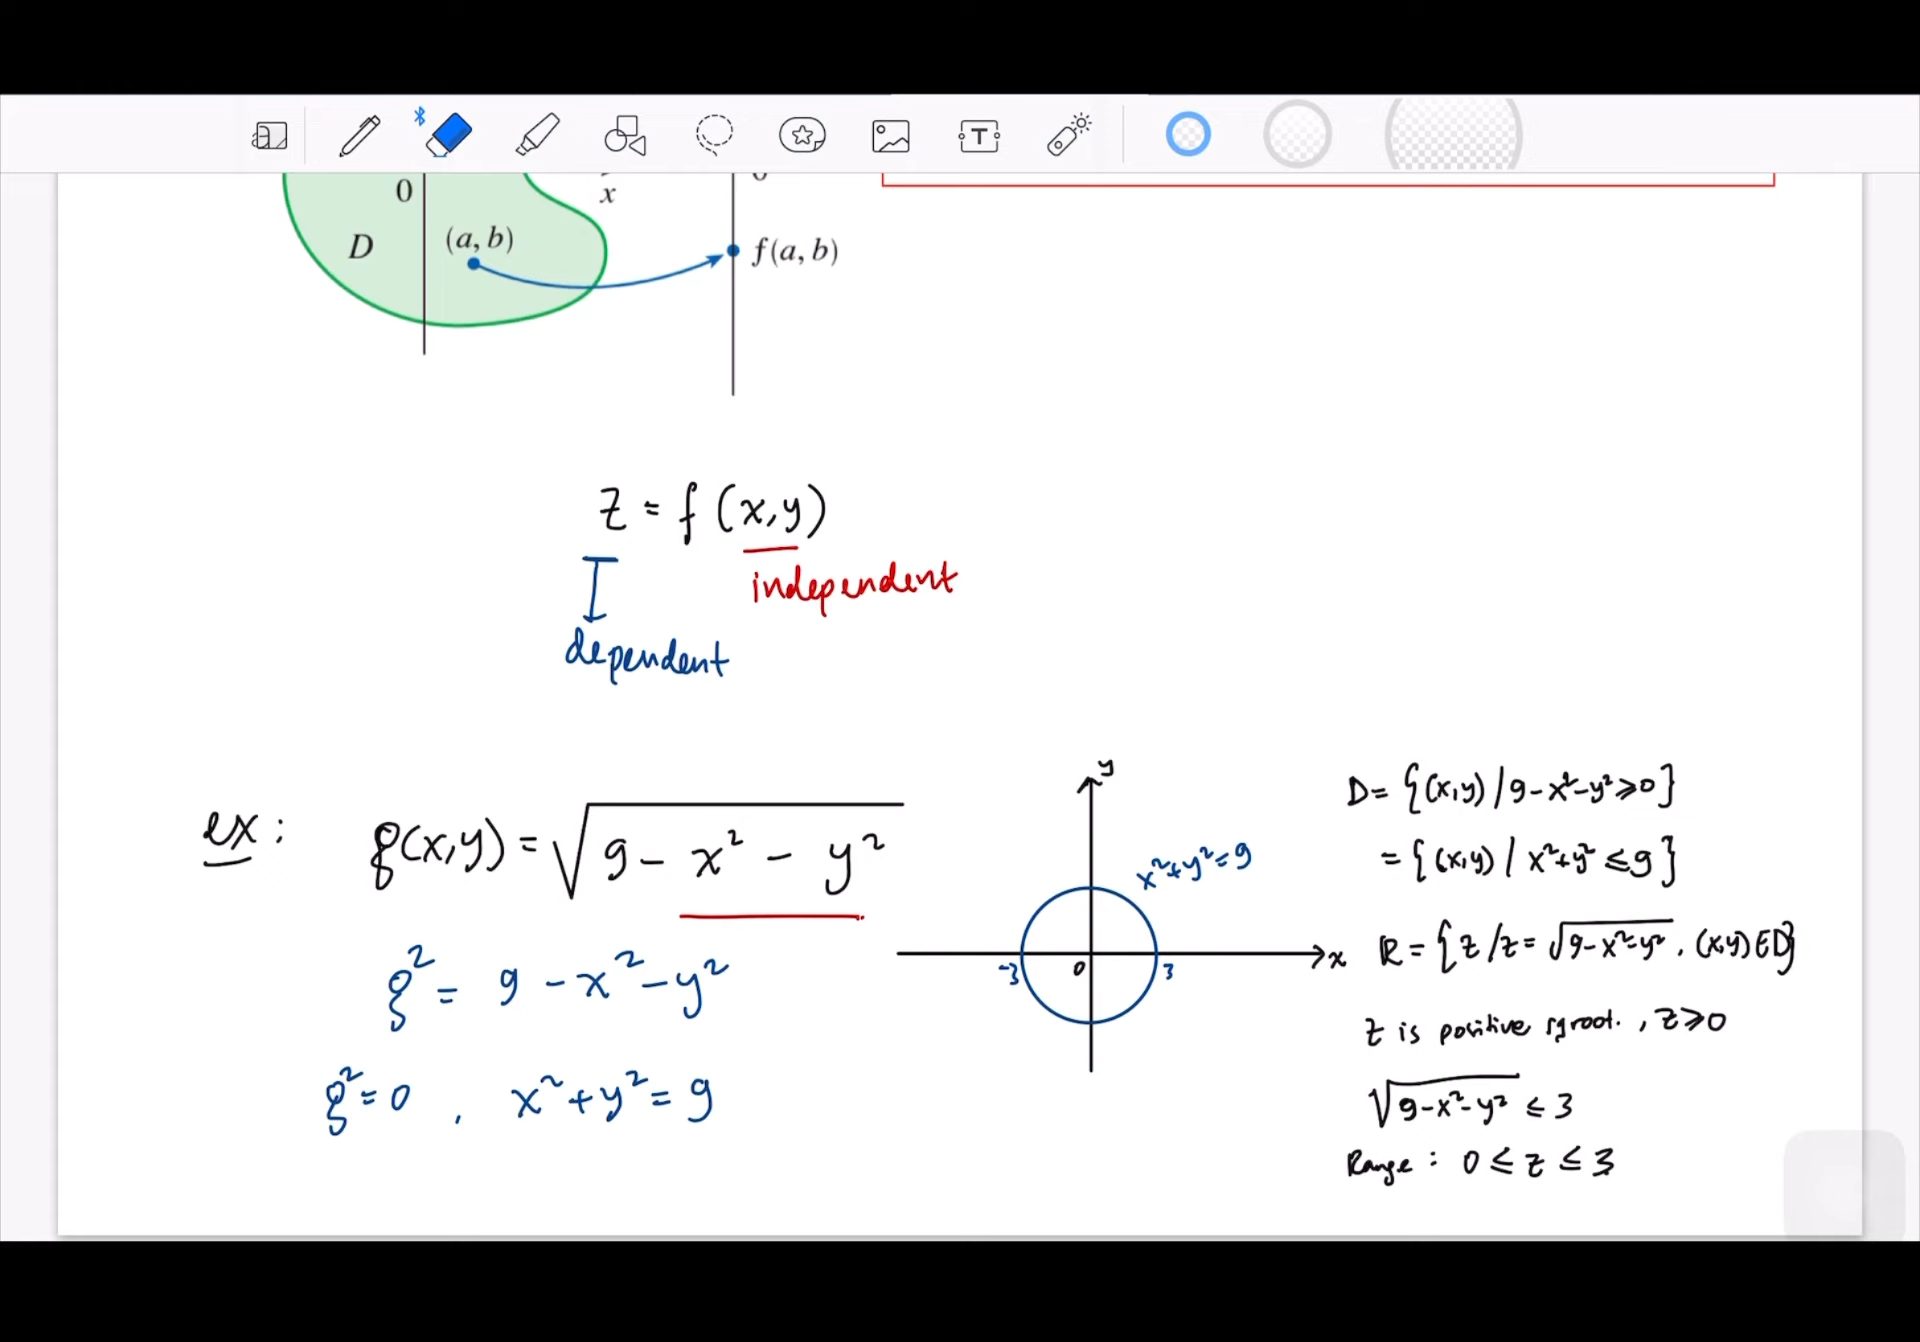 0
x
D
(a, b)
f(a, b)
z = f (x,y)
independent
dependent
ex :
g(x,y) = √9 - x² - y²
g² = 9 - x² - y²
g² = 0 , x² + y² = 9
y
x² + y² = 9
-3 0 3 x
D = {(x,y) / 9 - x² - y² ⩾ 0}
= {(x,y) / x² + y² ≤ 9}
R = {z / z = √9 - x² - y² , (x,y) ∈ D}
z is positive sqroot. , z ⩾ 0
√9 - x² - y² ≤ 3
Range : 0 ≤ z ≤ 3